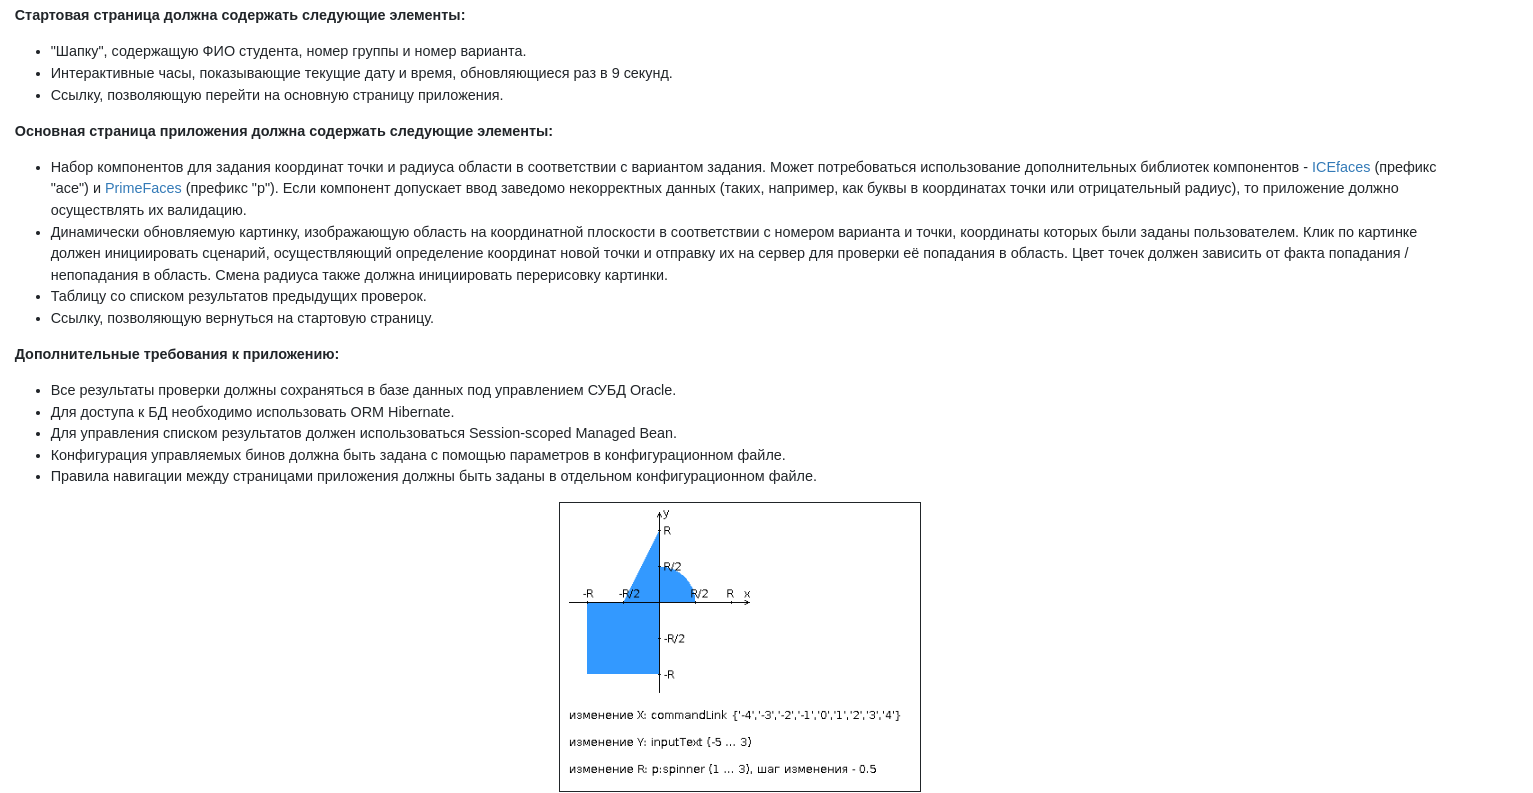 Стартовая страница должна содержать следующие элементы:
"Шапку", содержащую ФИО студента, номер группы и номер варианта.
Интерактивные часы, показывающие текущие дату и время, обновляющиеся раз в 9 секунд.
Ссылку, позволяющую перейти на основную страницу приложения.
Основная страница приложения должна содержать следующие элементы:
Набор компонентов для задания координат точки и радиуса области в соответствии с вариантом задания. Может потребоваться использование дополнительных библиотек компонентов - ICEfaces (префикс
"ace") и PrimeFaces (префикс "p"). Если компонент допускает ввод заведомо некорректных данных (таких, например, как буквы в координатах точки или отрицательный радиус), то приложение должно
осуществлять их валидацию.
Динамически обновляемую картинку, изображающую область на координатной плоскости в соответствии с номером варианта и точки, координаты которых были заданы пользователем. Клик по картинке
должен инициировать сценарий, осуществляющий определение координат новой точки и отправку их на сервер для проверки её попадания в область. Цвет точек должен зависить от факта попадания /
непопадания в область. Смена радиуса также должна инициировать перерисовку картинки.
Таблицу со списком результатов предыдущих проверок.
Ссылку, позволяющую вернуться на стартовую страницу.
Дополнительные требования к приложению:
Все результаты проверки должны сохраняться в базе данных под управлением СУБД Oracle.
Для доступа к БД необходимо использовать ORM Hibernate.
Для управления списком результатов должен использоваться Session-scoped Managed Bean.
Конфигурация управляемых бинов должна быть задана с помощью параметров в конфигурационном файле.
Правила навигации между страницами приложения должны быть заданы в отдельном конфигурационном файле.
y
R
R/2
-R -R/2 R/2 R x
-R/2
-R
изменение X: commandLink {'-4','-3','-2','-1','0','1','2','3','4'}
изменение Y: inputText (-5 ... 3)
изменение R: p:spinner (1 ... 3), шаг изменения - 0.5